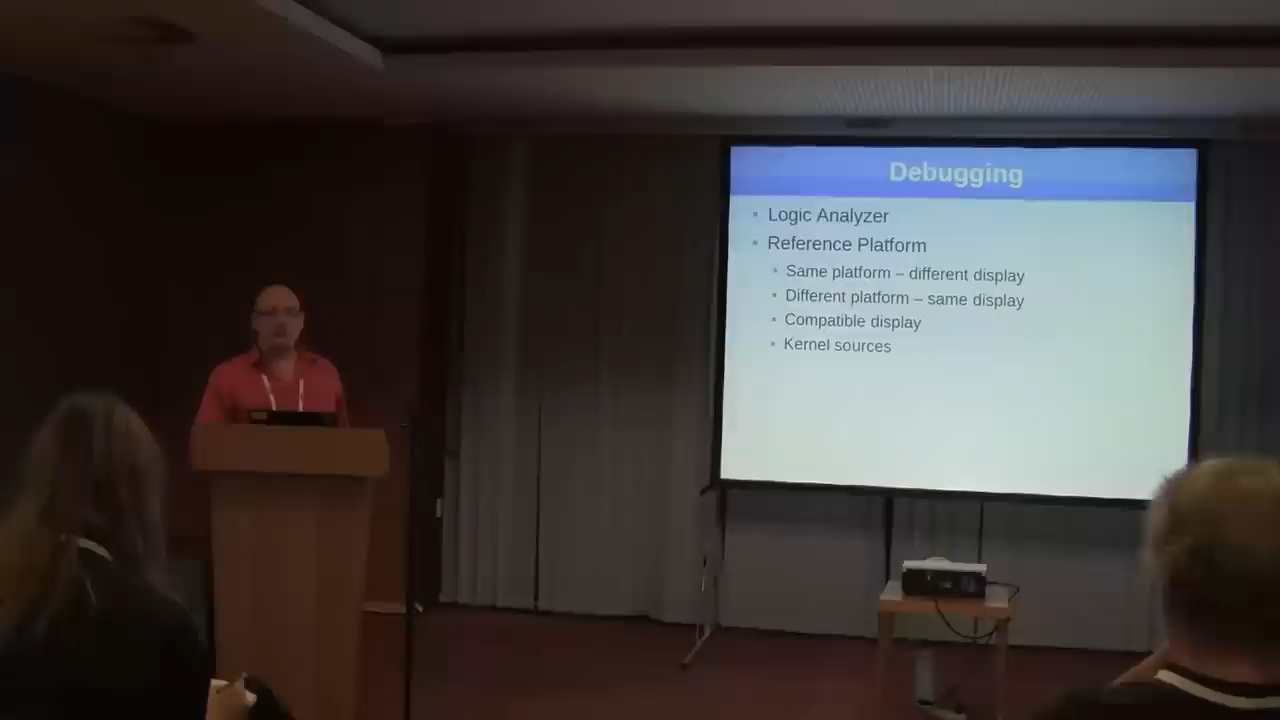 Debugging
Logic Analyzer
Reference Platform
Same platform – different display
Different platform – same display
Compatible display
Kernel sources